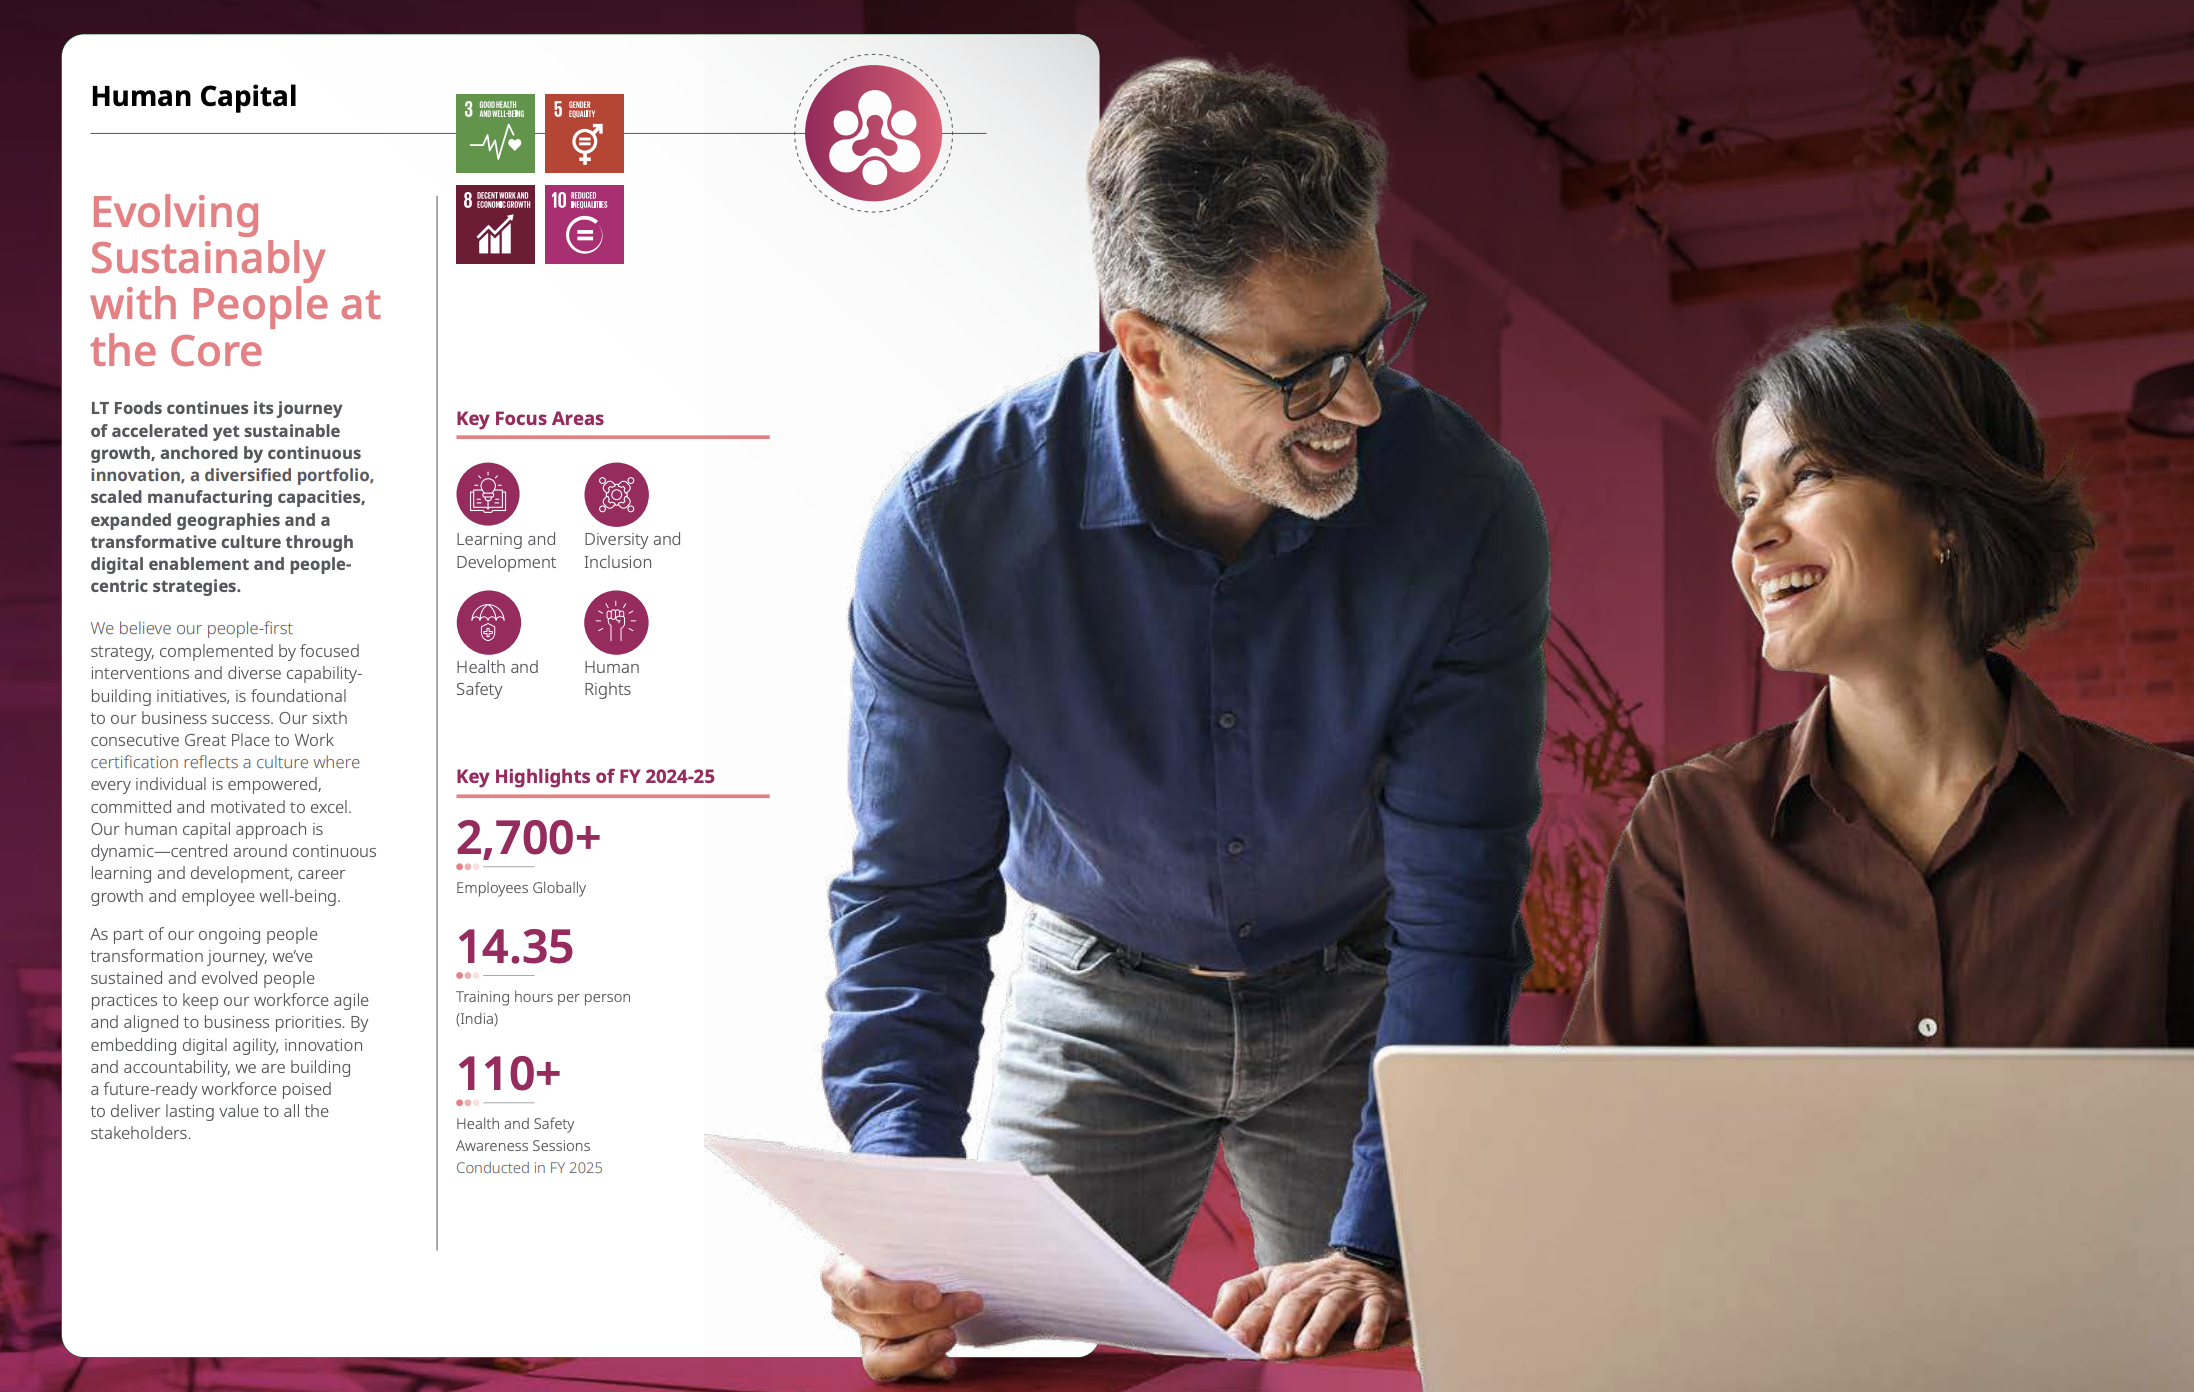 Human Capital
3 GOOD HEALTH
AND WELL-BEING
5 GENDER
EQUALITY
8 DECENT WORK AND
ECONOMIC GROWTH
10 REDUCED
INEQUALITIES
Evolving
Sustainably
with People at
the Core
LT Foods continues its journey
of accelerated yet sustainable
growth, anchored by continuous
innovation, a diversified portfolio,
scaled manufacturing capacities,
expanded geographies and a
transformative culture through
digital enablement and people-
centric strategies.
We believe our people-first
strategy, complemented by focused
interventions and diverse capability-
building initiatives, is foundational
to our business success. Our sixth
consecutive Great Place to Work
certification reflects a culture where
every individual is empowered,
committed and motivated to excel.
Our human capital approach is
dynamic—centred around continuous
learning and development, career
growth and employee well-being.
As part of our ongoing people
transformation journey, we've
sustained and evolved people
practices to keep our workforce agile
and aligned to business priorities. By
embedding digital agility, innovation
and accountability, we are building
a future-ready workforce poised
to deliver lasting value to all the
stakeholders.
Key Focus Areas
Learning and
Development
Diversity and
Inclusion
Health and
Safety
Human
Rights
Key Highlights of FY 2024-25
2,700+
Employees Globally
14.35
Training hours per person
(India)
110+
Health and Safety
Awareness Sessions
Conducted in FY 2025